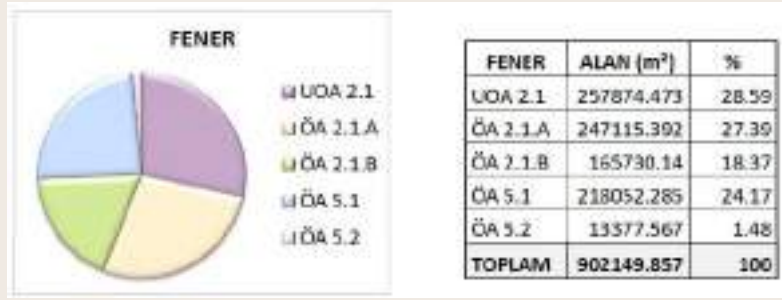 FENER
UOA 2.1
ÖA 2.1.A
ÖA 2.1.B
ÖA 5.1
ÖA 5.2
FENER ALAN (m²) %
UOA 2.1 257874.473 28.59
ÖA 2.1.A 247115.392 27.39
ÖA 2.1.B 165730.14 18.37
ÖA 5.1 218052.285 24.17
ÖA 5.2 13377.567 1.48
TOPLAM 902149.857 100